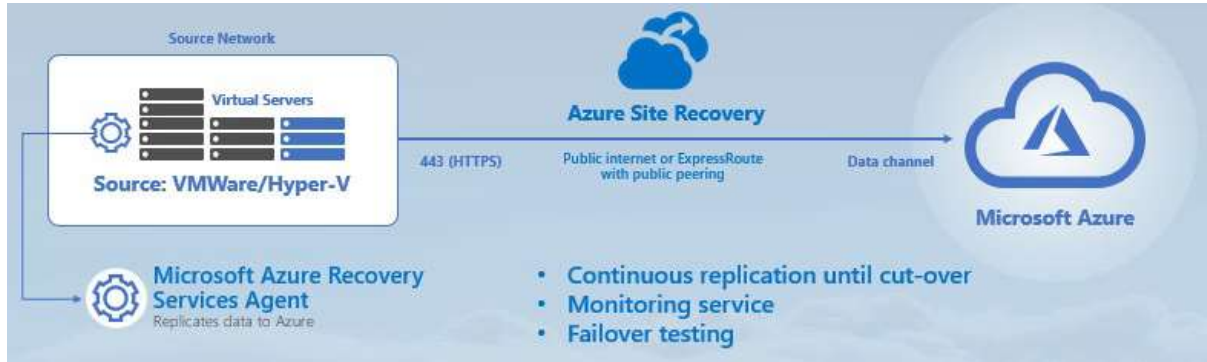 Source Network
Virtual Servers
Source: VMWare/Hyper-V
Azure Site Recovery
443 (HTTPS)
Public internet or ExpressRoute
with public peering
Data channel
Microsoft Azure
Microsoft Azure Recovery
Services Agent
Replicates data to Azure
• Continuous replication until cut-over
• Monitoring service
• Failover testing